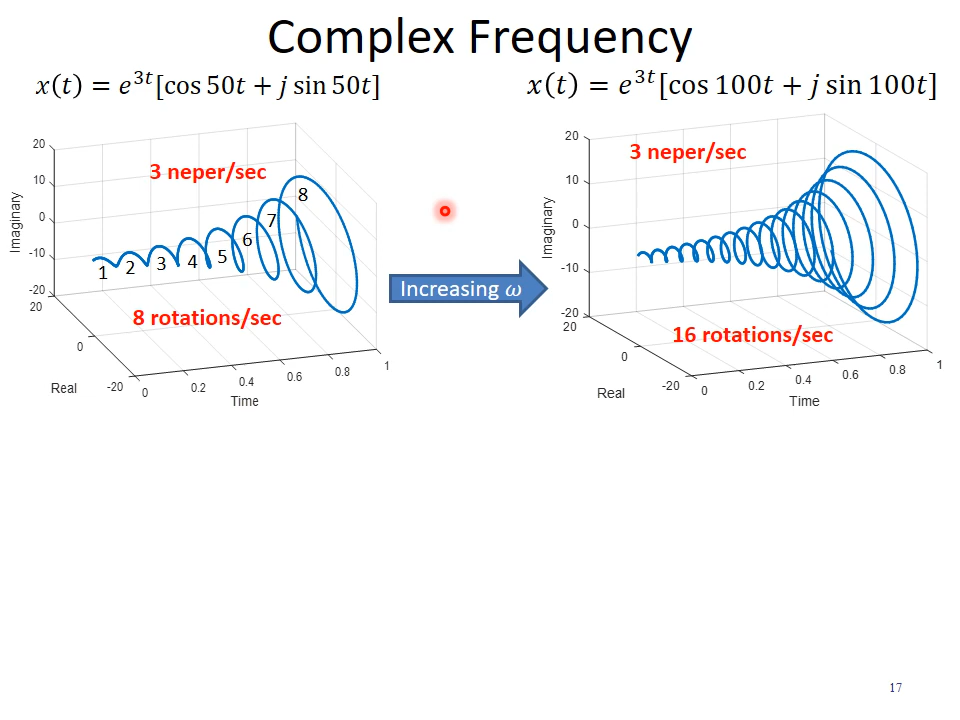 Complex Frequency
x(t) = e^{3t}[cos 50t + j sin 50t]
x(t) = e^{3t}[cos 100t + j sin 100t]
20
10
0
-10
-20
Imaginary
20
0
-20
Real
0
0.2
0.4
0.6
0.8
1
Time
3 neper/sec
1 2 3 4 5 6 7 8
8 rotations/sec
Increasing ω
20
10
0
-10
-20
Imaginary
20
0
-20
Real
0
0.2
0.4
0.6
0.8
1
Time
3 neper/sec
16 rotations/sec
17